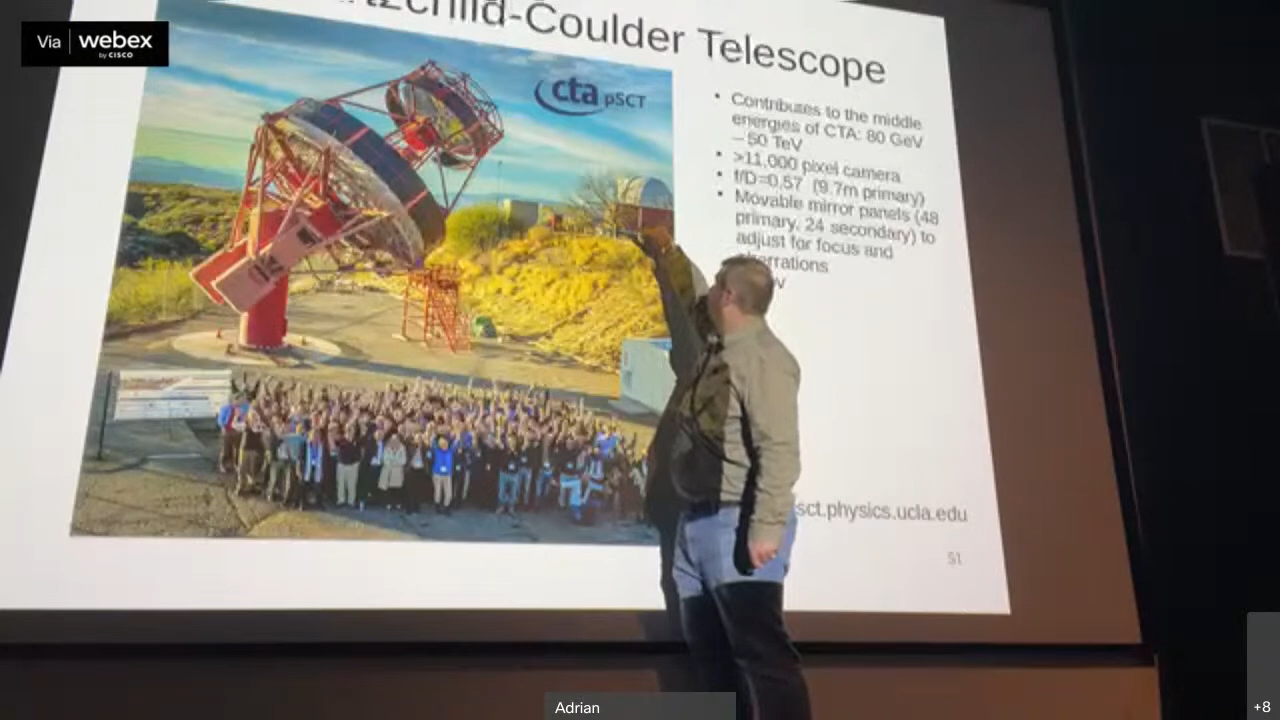 Via webex
by CISCO
-Coulder Telescope
cta pSCT
• Contributes to the middle
energies of CTA: 80 GeV
– 50 TeV
• >11,000 pixel camera
• f/D=0.57 (9.7m primary)
• Movable mirror panels (48
primary, 24 secondary) to
adjust for focus and
sct.physics.ucla.edu
51
Adrian
+8